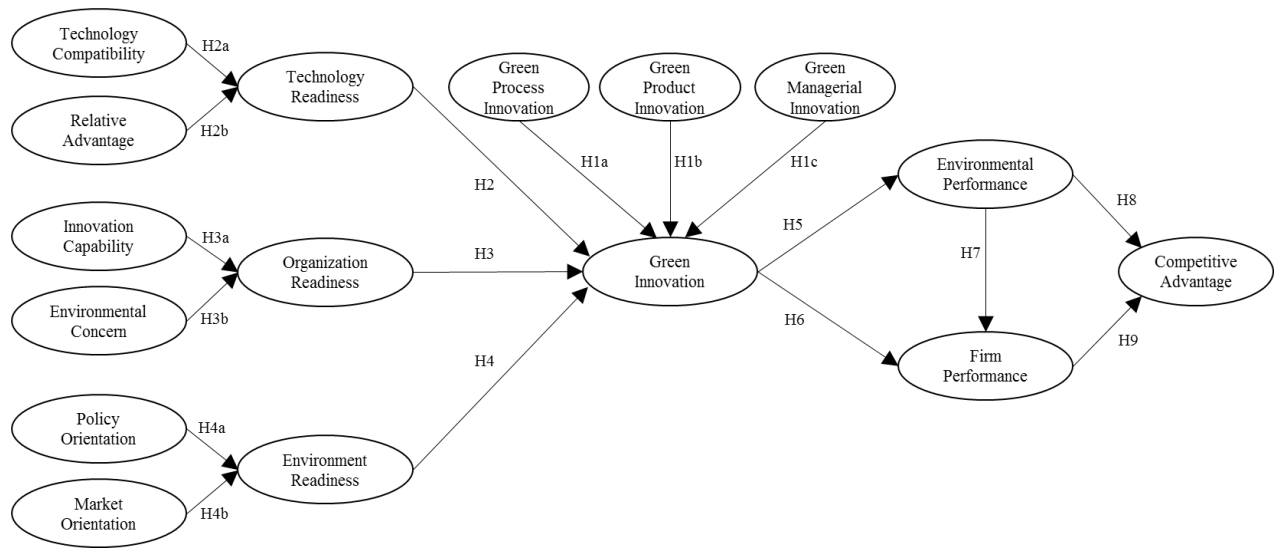 Technology
Compatibility
H2a
Relative
Advantage
H2b
Technology
Readiness
H2
Green
Process
Innovation
H1a
Green
Product
Innovation
H1b
Green
Managerial
Innovation
H1c
Innovation
Capability
H3a
Environmental
Concern
H3b
Organization
Readiness
H3
Green
Innovation
Policy
Orientation
H4a
Market
Orientation
H4b
Environment
Readiness
H4
H5
H6
Environmental
Performance
H7
Firm
Performance
H8
H9
Competitive
Advantage